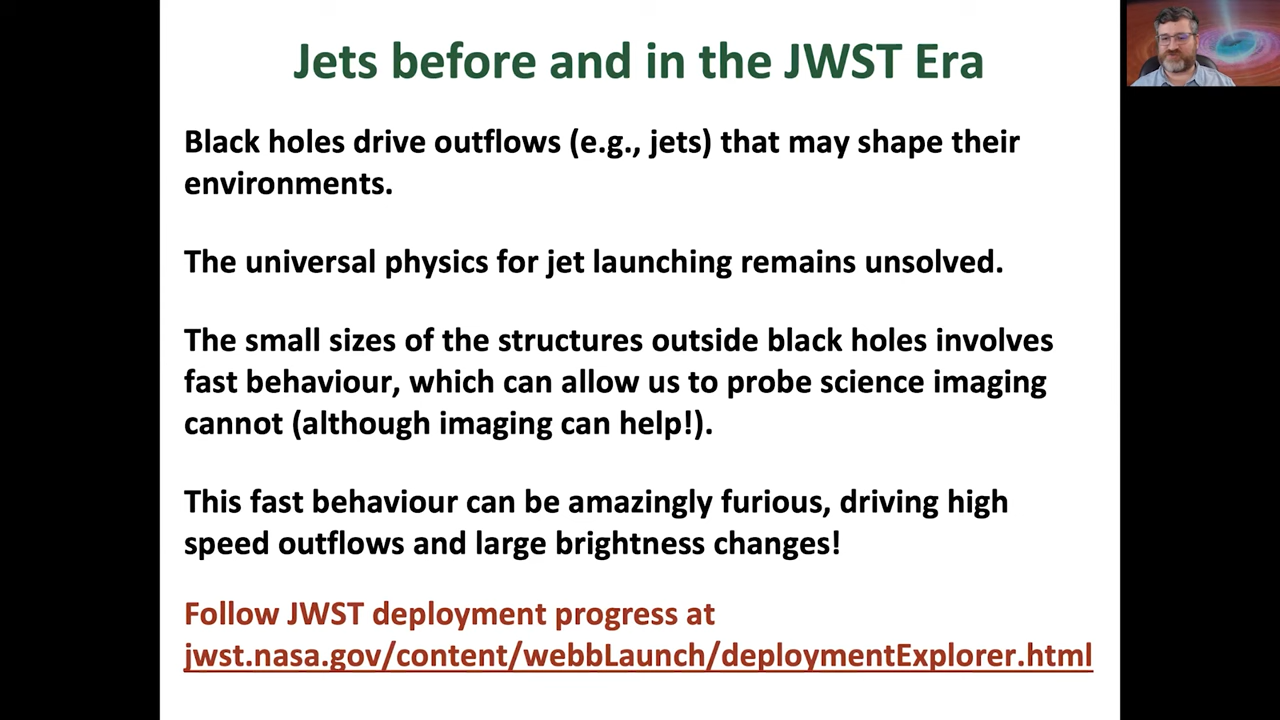 Jets before and in the JWST Era
Black holes drive outflows (e.g., jets) that may shape their
environments.
The universal physics for jet launching remains unsolved.
The small sizes of the structures outside black holes involves
fast behaviour, which can allow us to probe science imaging
cannot (although imaging can help!).
This fast behaviour can be amazingly furious, driving high
speed outflows and large brightness changes!
Follow JWST deployment progress at
jwst.nasa.gov/content/webbLaunch/deploymentExplorer.html